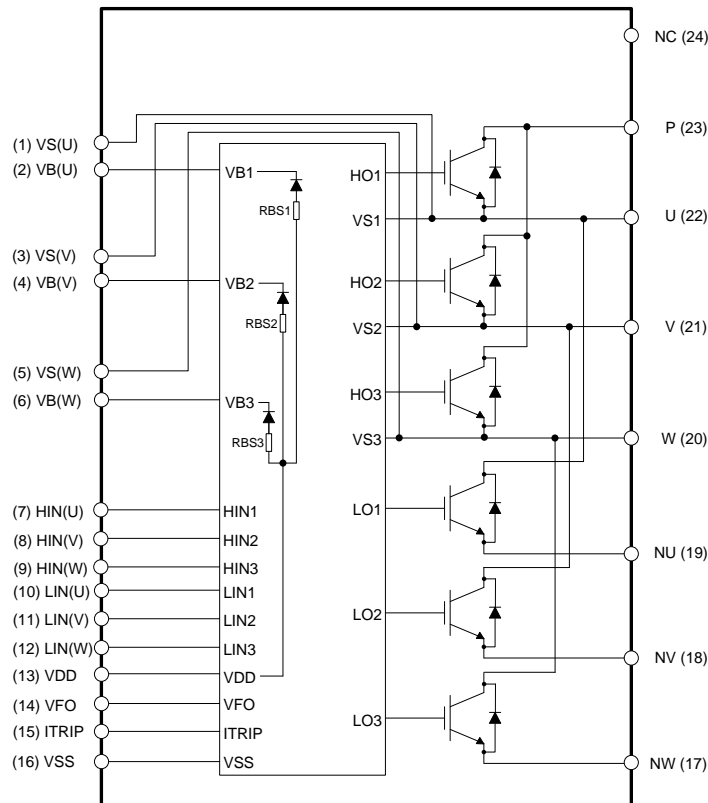 NC (24)
(1) VS(U)
(2) VB(U)
(3) VS(V)
(4) VB(V)
(5) VS(W)
(6) VB(W)
(7) HIN(U)
(8) HIN(V)
(9) HIN(W)
(10) LIN(U)
(11) LIN(V)
(12) LIN(W)
(13) VDD
(14) VFO
(15) ITRIP
(16) VSS
VB1
RBS1
VB2
RBS2
VB3
RBS3
HIN1
HIN2
HIN3
LIN1
LIN2
LIN3
VDD
VFO
ITRIP
VSS
HO1
VS1
HO2
VS2
HO3
VS3
LO1
LO2
LO3
P (23)
U (22)
V (21)
W (20)
NU (19)
NV (18)
NW (17)